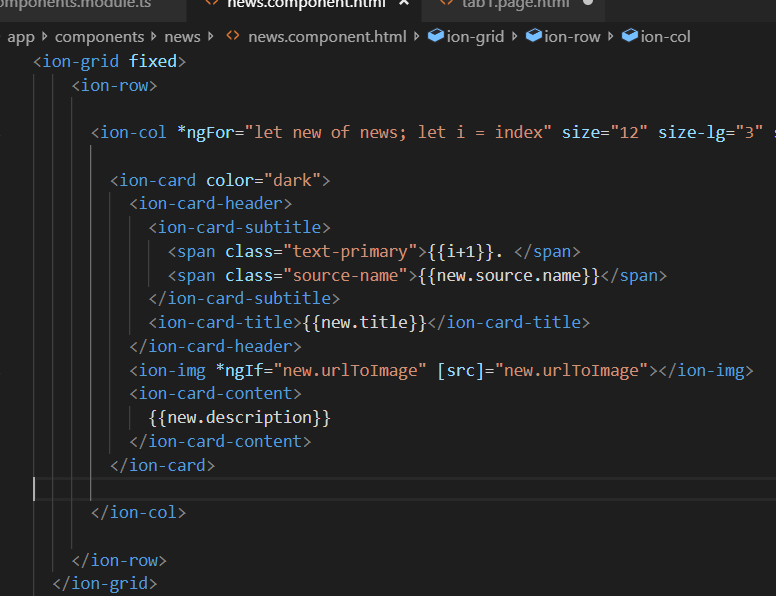 omponents.module.ts news.component.html × tab1.page.html
app components news <> news.component.html ion-grid ion-row ion-col
<ion-grid fixed>
<ion-row>
<ion-col *ngFor="let new of news; let i = index" size="12" size-lg="3"
<ion-card color="dark">
<ion-card-header>
<ion-card-subtitle>
<span class="text-primary">{{i+1}}. </span>
<span class="source-name">{{new.source.name}}</span>
</ion-card-subtitle>
<ion-card-title>{{new.title}}</ion-card-title>
</ion-card-header>
<ion-img *ngIf="new.urlToImage" [src]="new.urlToImage"></ion-img>
<ion-card-content>
{{new.description}}
</ion-card-content>
</ion-card>
</ion-col>
</ion-row>
</ion-grid>